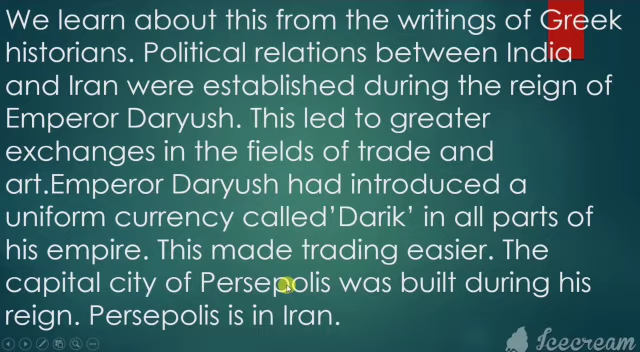 We learn about this from the writings of Greek
historians. Political relations between India
and Iran were established during the reign of
Emperor Daryush. This led to greater
exchanges in the fields of trade and
art.Emperor Daryush had introduced a
uniform currency called’Darik’ in all parts of
his empire. This made trading easier. The
capital city of Persepolis was built during his
reign. Persepolis is in Iran.
Icecream